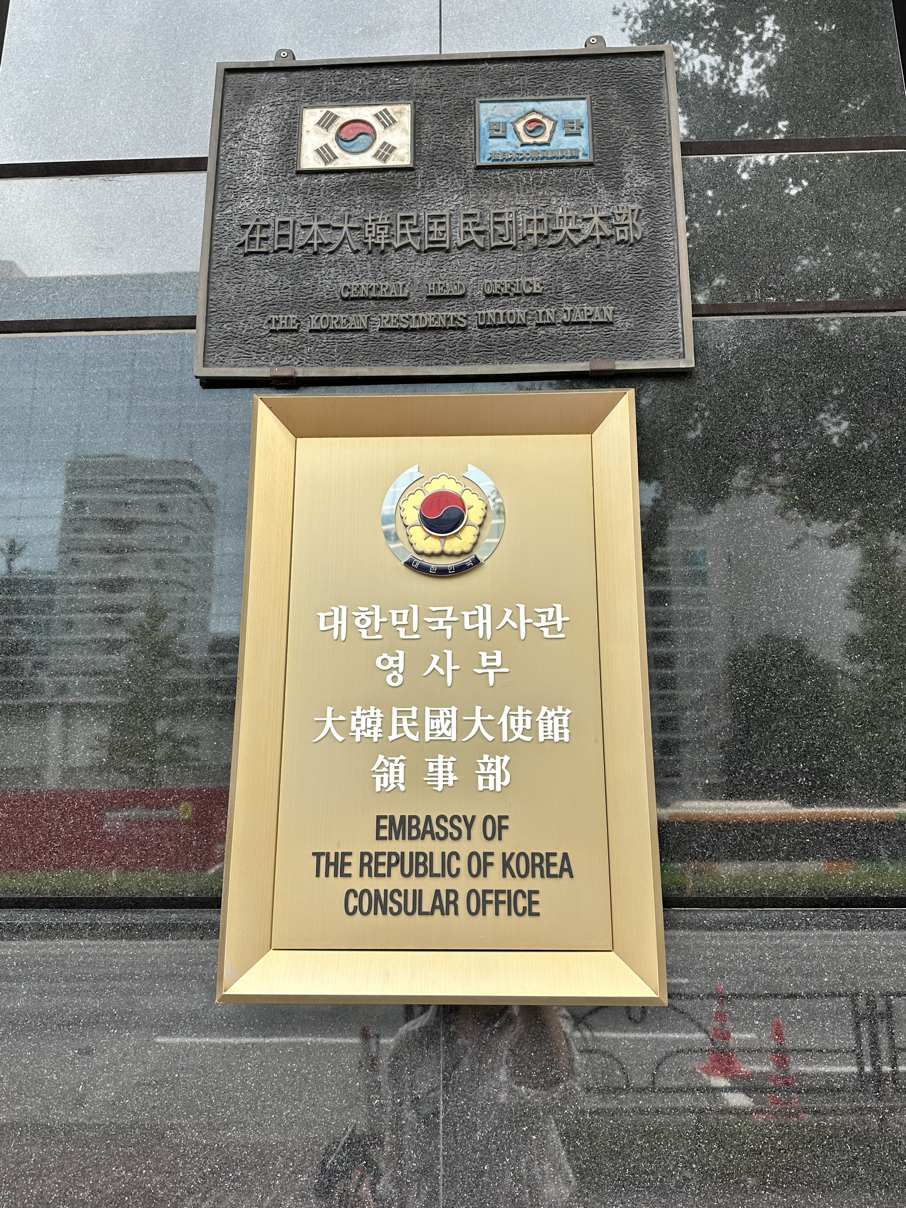 민 단
在日本大韓民国民団中央本部
CENTRAL HEAD OFFICE
THE KOREAN RESIDENTS UNION IN JAPAN
대한민국
대한민국대사관
영사부
大韓民國大使館
領事部
EMBASSY OF
THE REPUBLIC OF KOREA
CONSULAR OFFICE